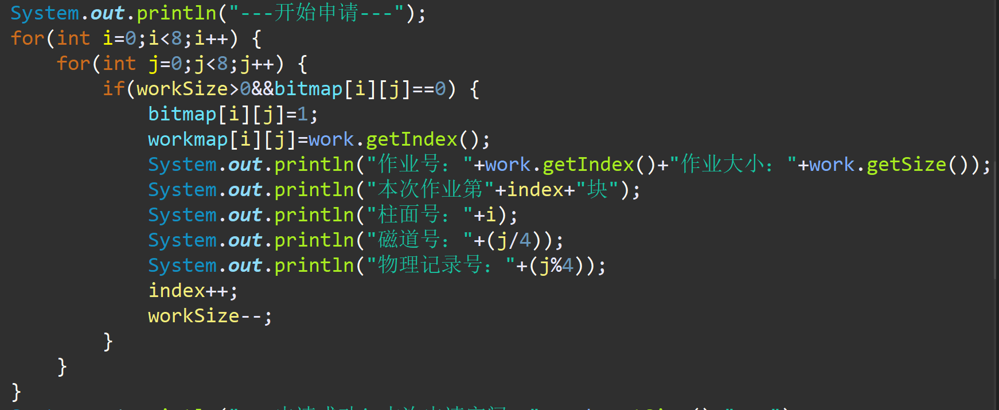 System.out.println("---开始申请---");
for(int i=0;i<8;i++) {
    for(int j=0;j<8;j++) {
        if(workSize>0&&bitmap[i][j]==0) {
            bitmap[i][j]=1;
            workmap[i][j]=work.getIndex();
            System.out.println("作业号："+work.getIndex()+"作业大小："+work.getSize());
            System.out.println("本次作业第"+index+"块");
            System.out.println("柱面号："+i);
            System.out.println("磁道号："+(j/4));
            System.out.println("物理记录号："+(j%4));
            index++;
            workSize--;
        }
    }
}